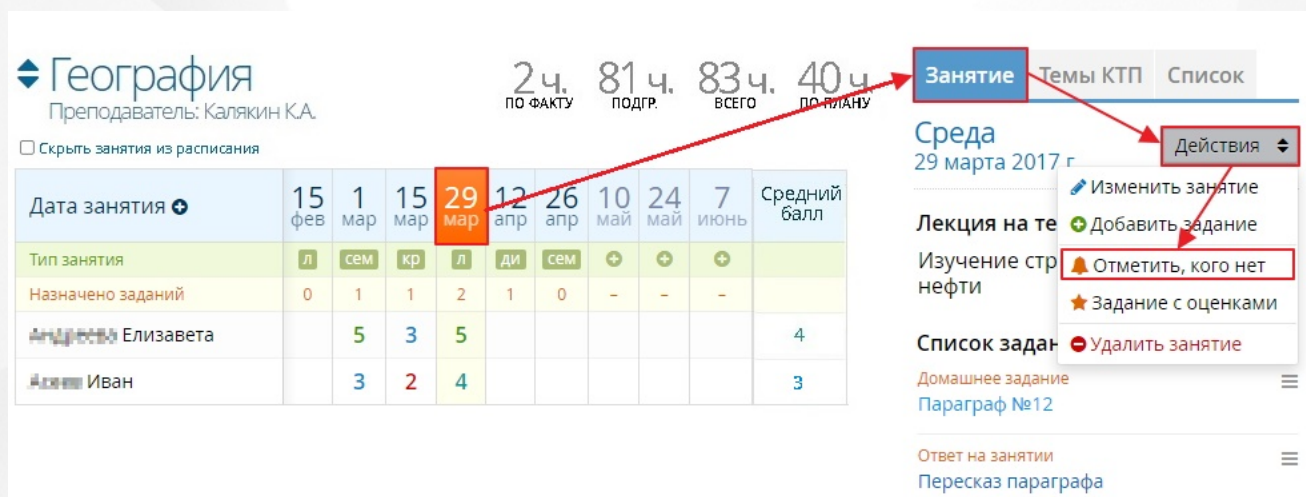 География
Преподаватель: Калякин К.А.
2 ч. 81 ч. 83 ч. 40 ч.
ПО ФАКТУ ПОДГР. ВСЕГО ПО ПЛАНУ
Скрыть занятия из расписания
Дата занятия 15 фев 1 мар 15 мар 29 мар 12 апр 26 апр 10 май 24 май 7 июнь Средний балл
Тип занятия л сем кр л ди сем
Назначено заданий 0 1 1 2 1 0 – – –
Елизавета 5 3 5 4
Иван 3 2 4 3
Занятие Темы КТП Список
Среда
29 марта 2017 г
Действия
Изменить занятие
Добавить задание
Отметить, кого нет
Задание с оценками
Удалить занятие
Лекция на те
Изучение стр
нефти
Список задан
Домашнее задание
Параграф №12
Ответ на занятии
Пересказ параграфа